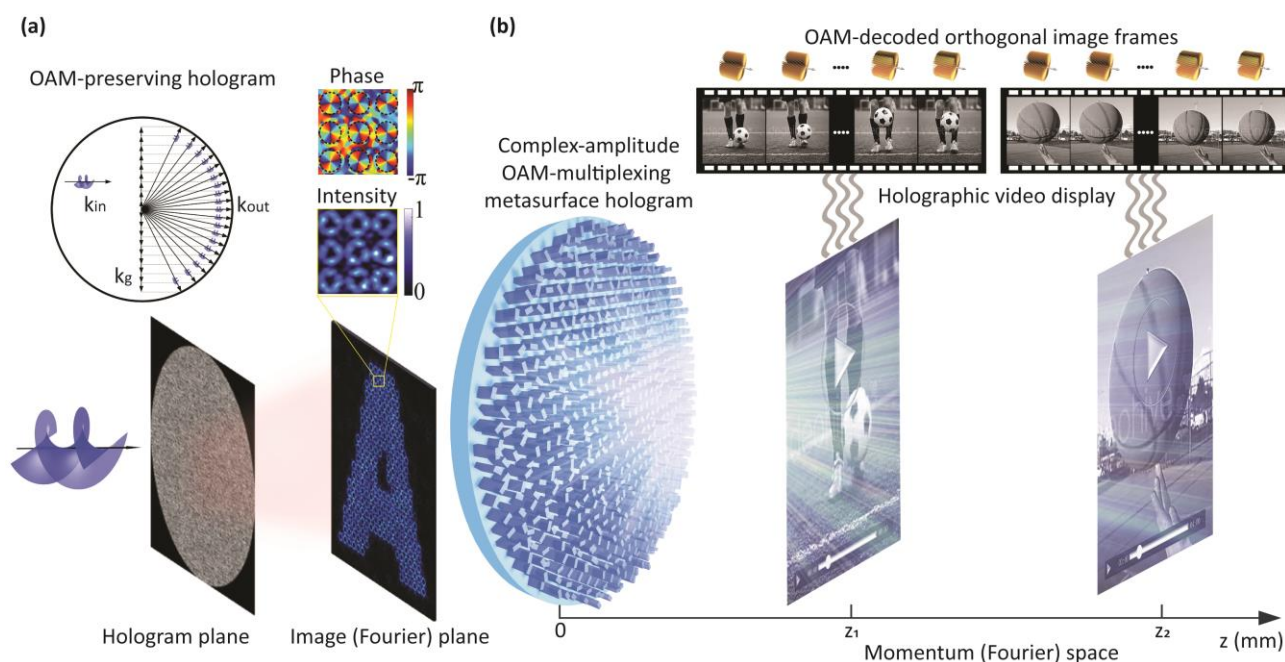 (a)
OAM-preserving hologram
kin
kout
kg
Phase
π
-π
Intensity
1
0
Hologram plane
Image (Fourier) plane
(b)
OAM-decoded orthogonal image frames
Complex-amplitude
OAM-multiplexing
metasurface hologram
Holographic video display
0
z₁
z₂
z (mm)
Momentum (Fourier) space